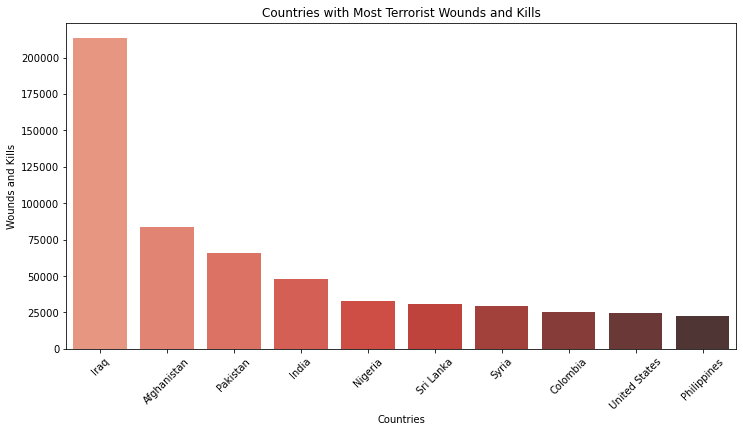 Countries with Most Terrorist Wounds and Kills
200000
175000
150000
125000
100000
75000
50000
25000
0
Wounds and Kills
Iraq
Afghanistan
Pakistan
India
Nigeria
Sri Lanka
Syria
Colombia
United States
Philippines
Countries